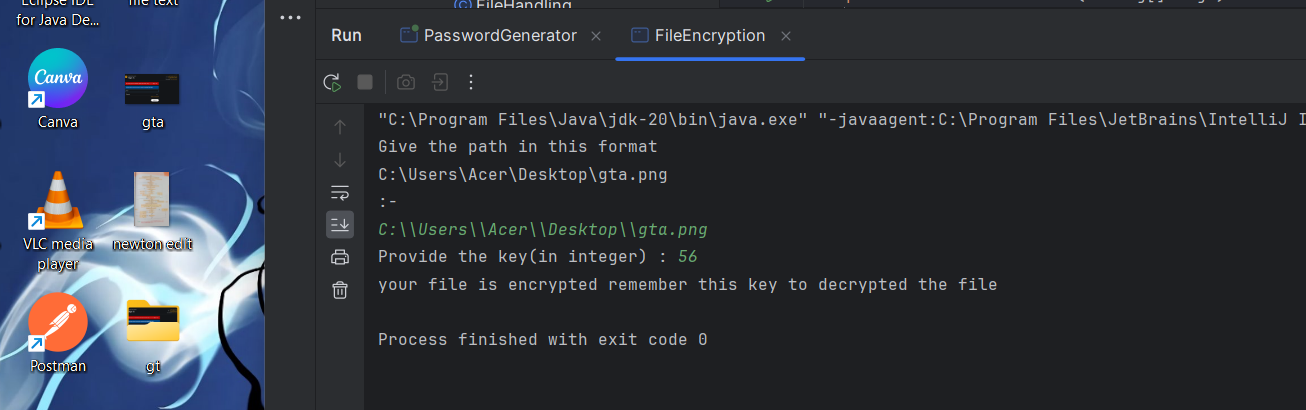 Eclipse IDE
for Java De...
file text
Canva
Canva
gta
VLC media
player
newton edit
Postman
gt
FileHandling
Run
PasswordGenerator
FileEncryption
"C:\Program Files\Java\jdk-20\bin\java.exe" "-javaagent:C:\Program Files\JetBrains\IntelliJ I
Give the path in this format
C:\Users\Acer\Desktop\gta.png
:-
C:\\Users\\Acer\\Desktop\\gta.png
Provide the key(in integer) : 56
your file is encrypted remember this key to decrypted the file
Process finished with exit code 0